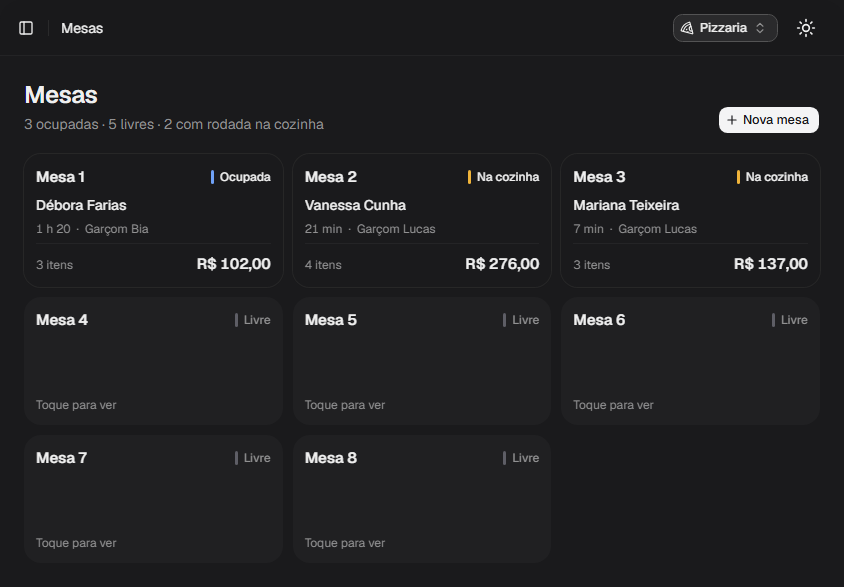 Mesas
Pizzaria
Mesas
3 ocupadas · 5 livres · 2 com rodada na cozinha
+ Nova mesa
Mesa 1
Ocupada
Débora Farias
1 h 20 · Garçom Bia
3 itens
R$ 102,00
Mesa 2
Na cozinha
Vanessa Cunha
21 min · Garçom Lucas
4 itens
R$ 276,00
Mesa 3
Na cozinha
Mariana Teixeira
7 min · Garçom Lucas
3 itens
R$ 137,00
Mesa 4
Livre
Toque para ver
Mesa 5
Livre
Toque para ver
Mesa 6
Livre
Toque para ver
Mesa 7
Livre
Toque para ver
Mesa 8
Livre
Toque para ver